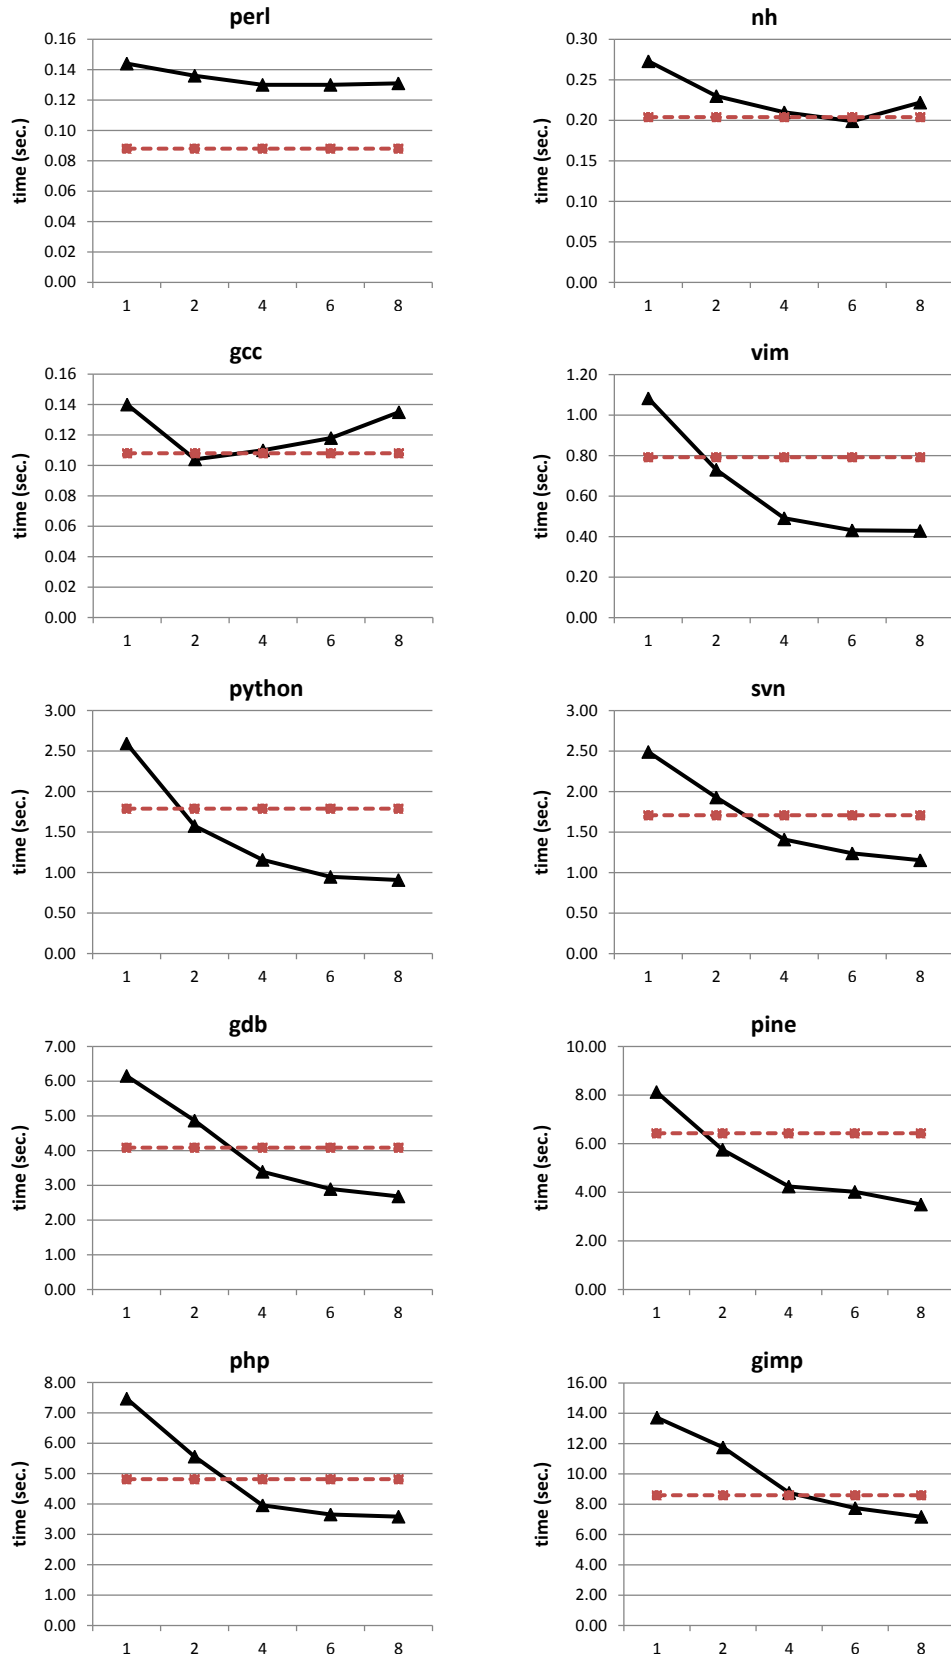 perl
time (sec.)
0.16
0.14
0.12
0.10
0.08
0.06
0.04
0.02
0.00
1 2 4 6 8
nh
time (sec.)
0.30
0.25
0.20
0.15
0.10
0.05
0.00
1 2 4 6 8
gcc
time (sec.)
0.16
0.14
0.12
0.10
0.08
0.06
0.04
0.02
0.00
1 2 4 6 8
vim
time (sec.)
1.20
1.00
0.80
0.60
0.40
0.20
0.00
1 2 4 6 8
python
time (sec.)
3.00
2.50
2.00
1.50
1.00
0.50
0.00
1 2 4 6 8
svn
time (sec.)
3.00
2.50
2.00
1.50
1.00
0.50
0.00
1 2 4 6 8
gdb
time (sec.)
7.00
6.00
5.00
4.00
3.00
2.00
1.00
0.00
1 2 4 6 8
pine
time (sec.)
10.00
8.00
6.00
4.00
2.00
0.00
1 2 4 6 8
php
time (sec.)
8.00
7.00
6.00
5.00
4.00
3.00
2.00
1.00
0.00
1 2 4 6 8
gimp
time (sec.)
16.00
14.00
12.00
10.00
8.00
6.00
4.00
2.00
0.00
1 2 4 6 8